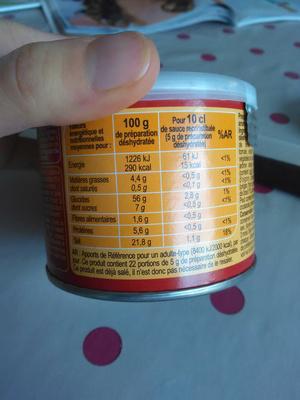 Valeurs
énergétique et
nutritionnelles
moyennes pour :
100 g
de préparation
déshydratée
Pour 10 cl
de sauce reconstituée
(5 g de préparation
déshydratée)
%AR
Energie 1226 kJ 61 kJ
290 kcal 15 kcal <1%
Matières grasses 4,4 g <0,5 g <1%
dont saturés 0,5 g <0,1 g <1%
Glucides 56 g 2,8 g 1%
dont sucres 7 g <0,5 g <1%
Fibres alimentaires 1,6 g <0,5 g
Protéines 5,6 g <0,5 g <1%
Sel 21,8 g 1,1 g 18%
AR : Apports de Référence pour un adulte-type (8400 kJ/2000 kcal), par
jour. Ce produit contient 22 portions de 5 g de préparation déshydratée.
Ce produit est déjà salé, il n'est donc pas nécessaire de le resaler.